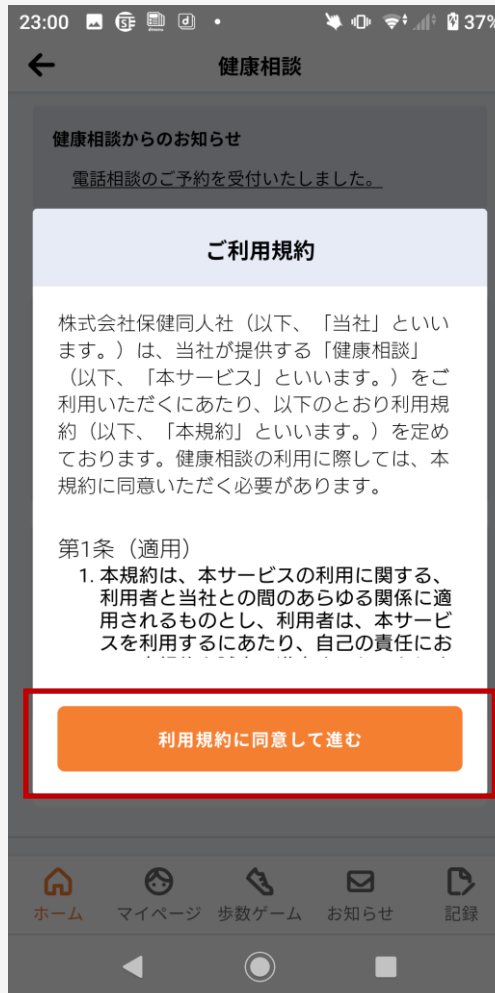 23:00
37%
健康相談
健康相談からのお知らせ
電話相談のご予約を受付いたしました。
ご利用規約
株式会社保健同人社（以下、「当社」といい
ます。）は、当社が提供する「健康相談」
（以下、「本サービス」といいます。）をご
利用いただくにあたり、以下のとおり利用規
約（以下、「本規約」といいます。）を定め
ております。健康相談の利用に際しては、本
規約に同意いただく必要があります。
第1条（適用）
1. 本規約は、本サービスの利用に関する、
利用者と当社との間のあらゆる関係に適
用されるものとし、利用者は、本サービ
スを利用するにあたり、自己の責任にお
利用規約に同意して進む
ホーム
マイページ
歩数ゲーム
お知らせ
記録